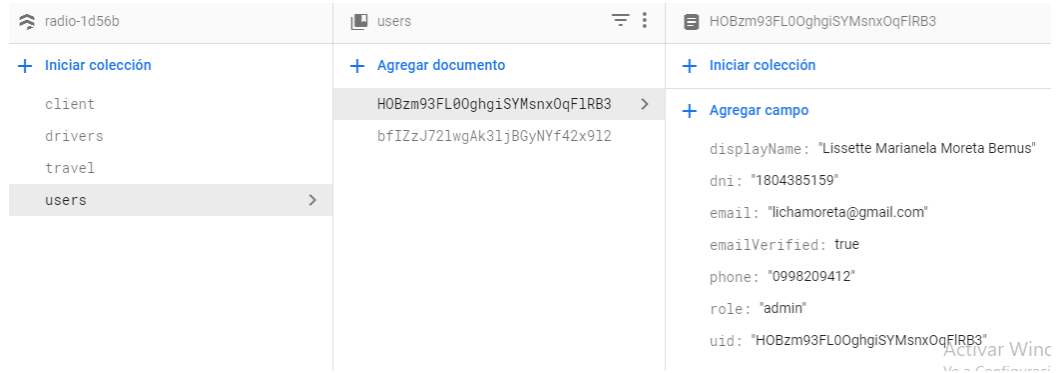 radio-1d56b
users
HOBzm93FL0OghgiSYMsnxOqFlRB3
Iniciar colección
Agregar documento
Iniciar colección
client
drivers
travel
users
HOBzm93FL0OghgiSYMsnxOqFlRB3
bfIZzJ72lwgAk3ljBGyNYf42x9l2
Agregar campo
displayName: "Lissette Marianela Moreta Bemus"
dni: "1804385159"
email: "lichamoreta@gmail.com"
emailVerified: true
phone: "0998209412"
role: "admin"
uid: "HOBzm93FL0OghgiSYMsnxOqFlRB3"
Activar Wind